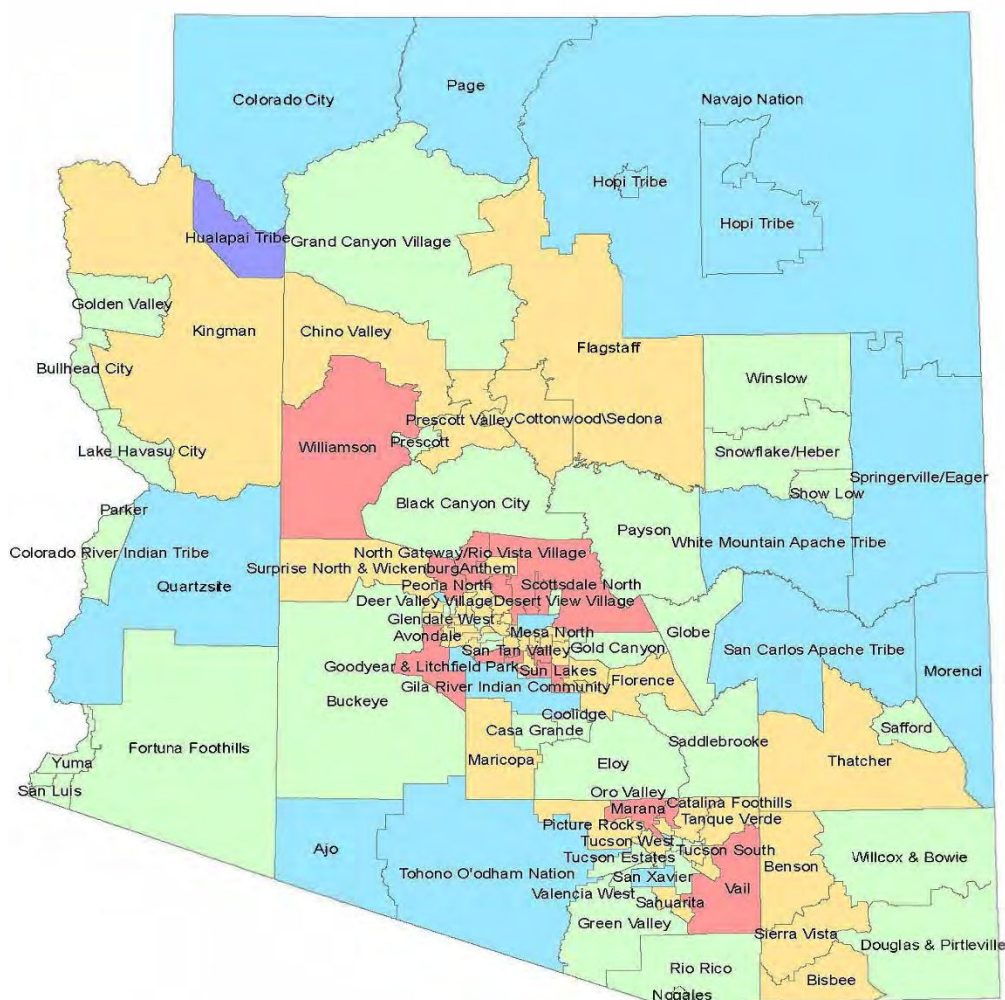 Colorado City
Page
Navajo Nation
Hopi Tribe
Hopi Tribe
Hualapai Tribe
Grand Canyon Village
Golden Valley
Kingman
Chino Valley
Flagstaff
Bullhead City
Winslow
Prescott Valley
Cottonwood\Sedona
Prescott
Williamson
Lake Havasu City
Snowflake/Heber
Springerville/Eager
Show Low
Black Canyon City
Parker
Payson
White Mountain Apache Tribe
Colorado River Indian Tribe
North Gateway/Rio Vista Village
Surprise North & Wickenburg
Anthem
Quartzsite
Peoria North
Scottsdale North
Deer Valley Village
Desert View Village
Glendale West
Globe
Avondale
Mesa North
San Tan Valley
Gold Canyon
San Carlos Apache Tribe
Goodyear & Litchfield Park
Sun Lakes
Morenci
Gila River Indian Community
Florence
Buckeye
Coolidge
Casa Grande
Safford
Fortuna Foothills
Saddlebrooke
Maricopa
Eloy
Thatcher
Yuma
San Luis
Oro Valley
Marana
Catalina Foothills
Picture Rocks
Tanque Verde
Ajo
Tucson West
Tucson South
Tucson Estates
Willcox & Bowie
Tohono O'odham Nation
San Xavier
Benson
Valencia West
Vail
Sahuarita
Green Valley
Sierra Vista
Douglas & Pirtleville
Rio Rico
Bisbee
Nogales